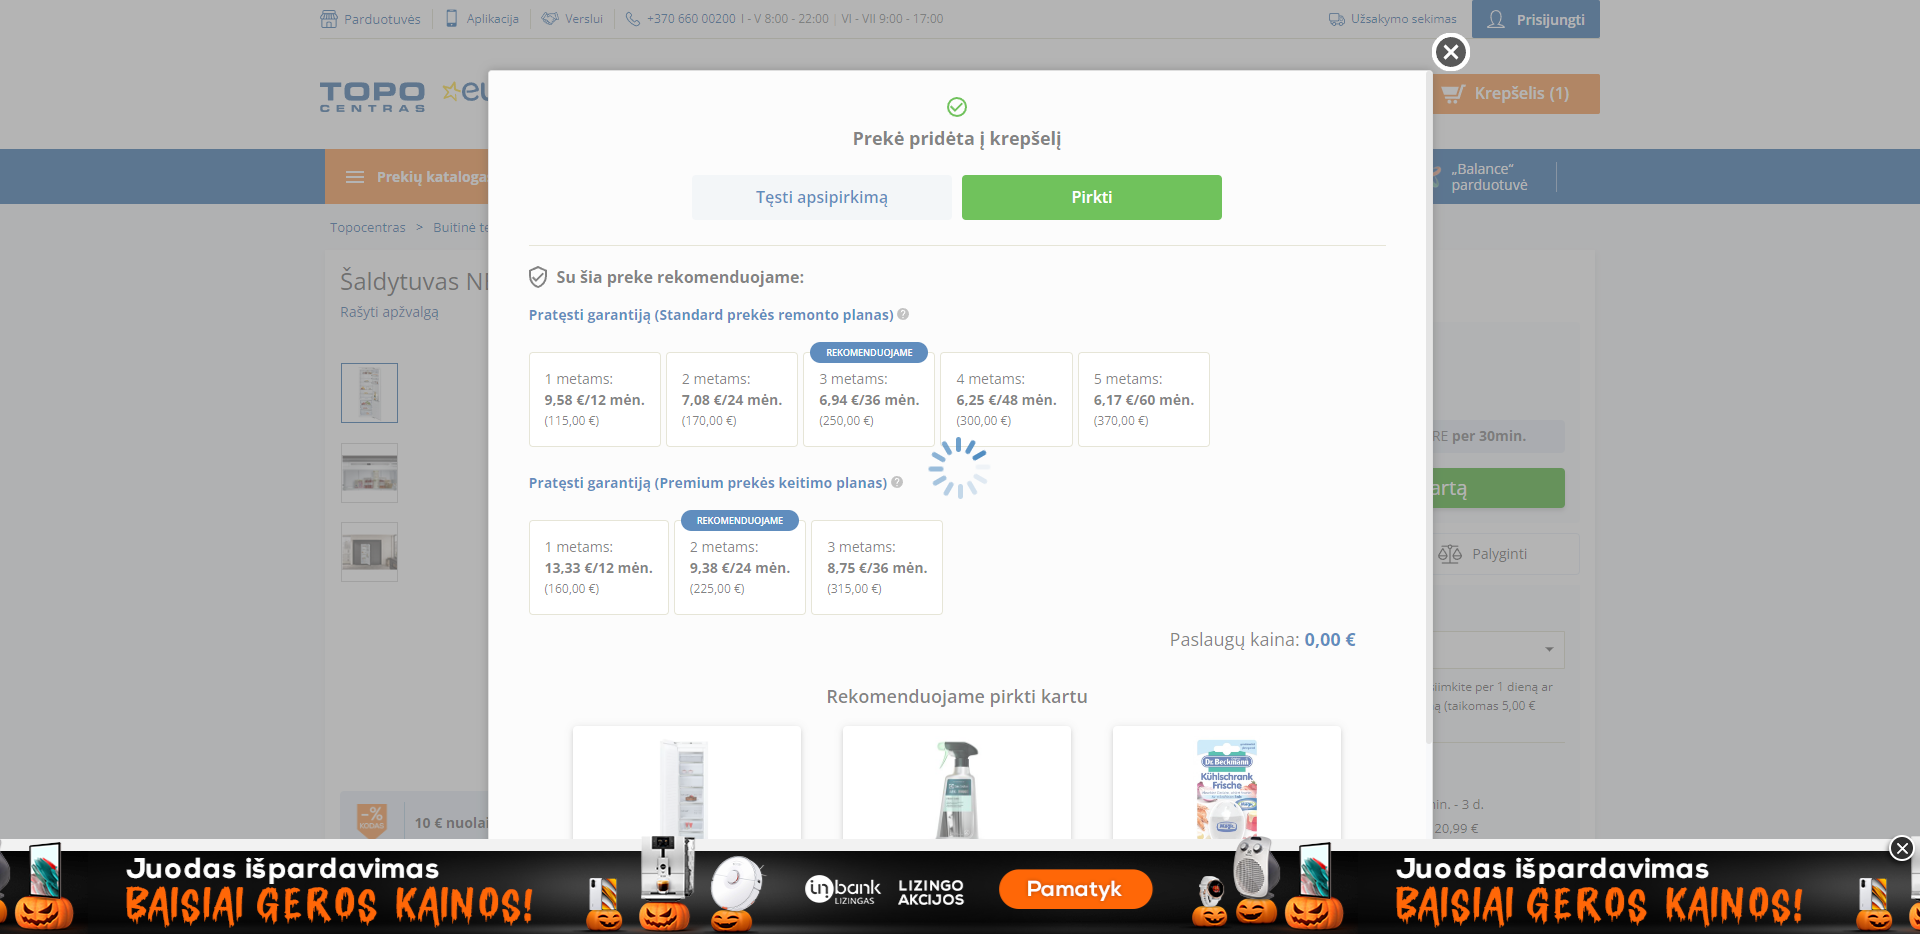 Parduotuvės
Aplikacija
Verslui
+370 660 00200 I - V 8:00 - 22:00 | VI - VII 9:00 - 17:00
Užsakymo sekimas
Prisijungti
TOPO
CENTRAS
Krepšelis (1)
Prekių kataloga
„Balance“
parduotuvė
Topocentras > Buitinė te
Šaldytuvas
Rašyti apžvalgą
Prekė pridėta į krepšelį
Tęsti apsipirkimą
Pirkti
Su šia preke rekomenduojame:
Pratęsti garantiją (Standard prekės remonto planas)
REKOMENDUOJAME
1 metams:
9,58 €/12 mėn.
(115,00 €)
2 metams:
7,08 €/24 mėn.
(170,00 €)
3 metams:
6,94 €/36 mėn.
(250,00 €)
4 metams:
6,25 €/48 mėn.
(300,00 €)
5 metams:
6,17 €/60 mėn.
(370,00 €)
Pratęsti garantiją (Premium prekės keitimo planas)
REKOMENDUOJAME
1 metams:
13,33 €/12 mėn.
(160,00 €)
2 metams:
9,38 €/24 mėn.
(225,00 €)
3 metams:
8,75 €/36 mėn.
(315,00 €)
Paslaugų kaina: 0,00 €
Rekomenduojame pirkti kartu
Dr. Beckmann
Kühlschrank
Frische
RE per 30min.
artą
Palyginti
siimkite per 1 dieną ar
ą (taikomas 5,00 €
nin. - 3 d.
20,99 €
-%
KODAS
10 € nuolai
Juodas išpardavimas
BAISIAI GEROS KAINOS!
inbank
LIZINGAS
LIZINGO
AKCIJOS
Pamatyk
Juodas išpardavimas
BAISIAI GEROS KAINOS!